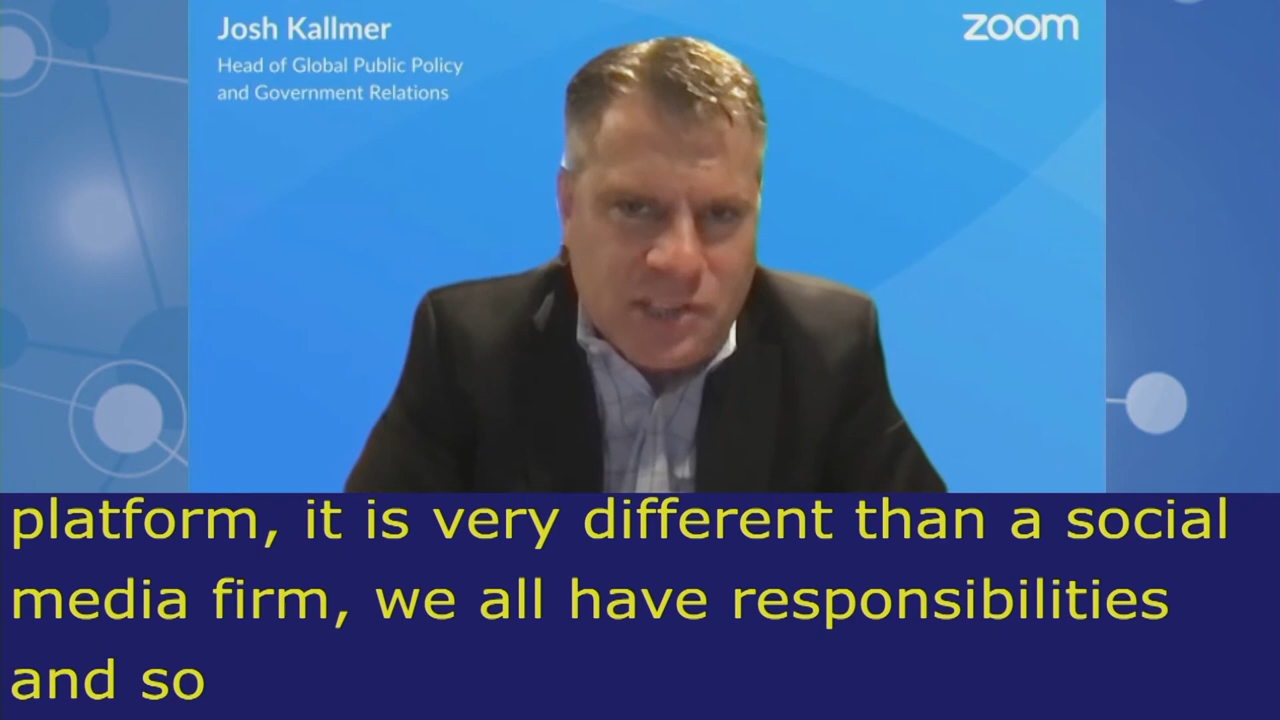 Josh Kallmer
Head of Global Public Policy
and Government Relations
zoom
platform, it is very different than a social
media firm, we all have responsibilities
and so